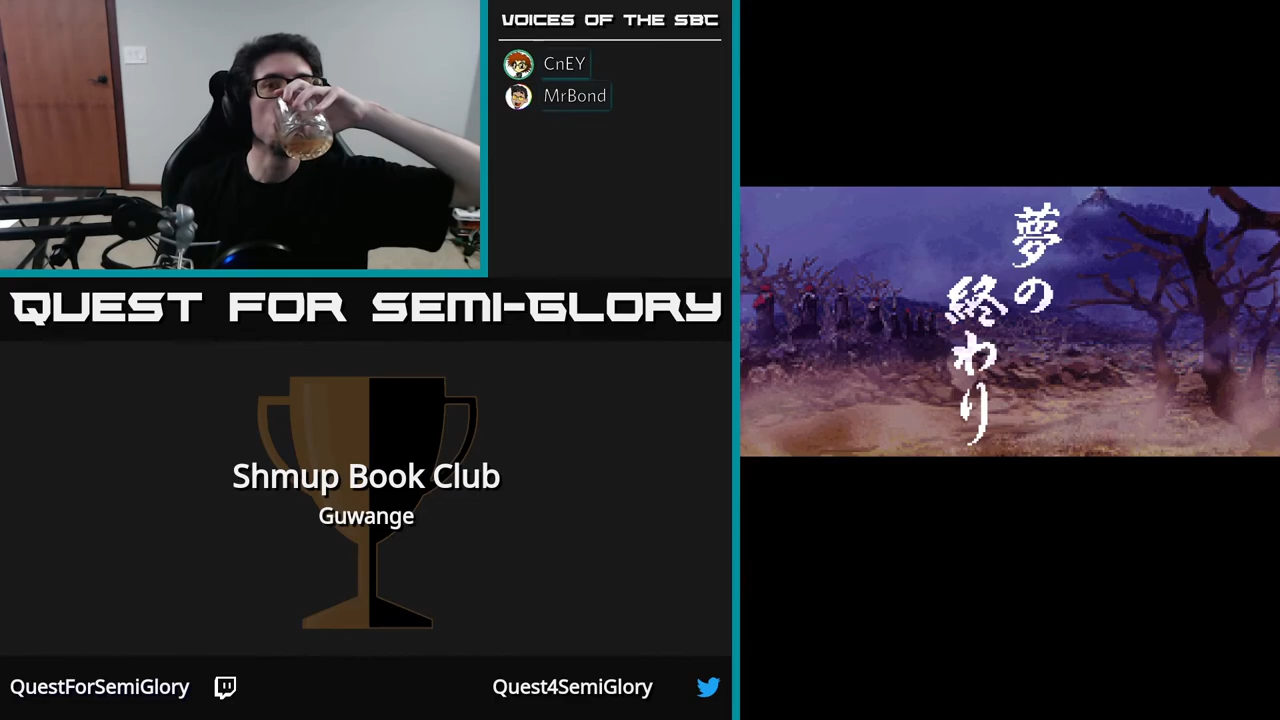 VOICES OF THE SBC
CnEY
MrBond
QUEST FOR SEMI-GLORY
夢の
終わり
Shmup Book Club
Guwange
QuestForSemiGlory
Quest4SemiGlory